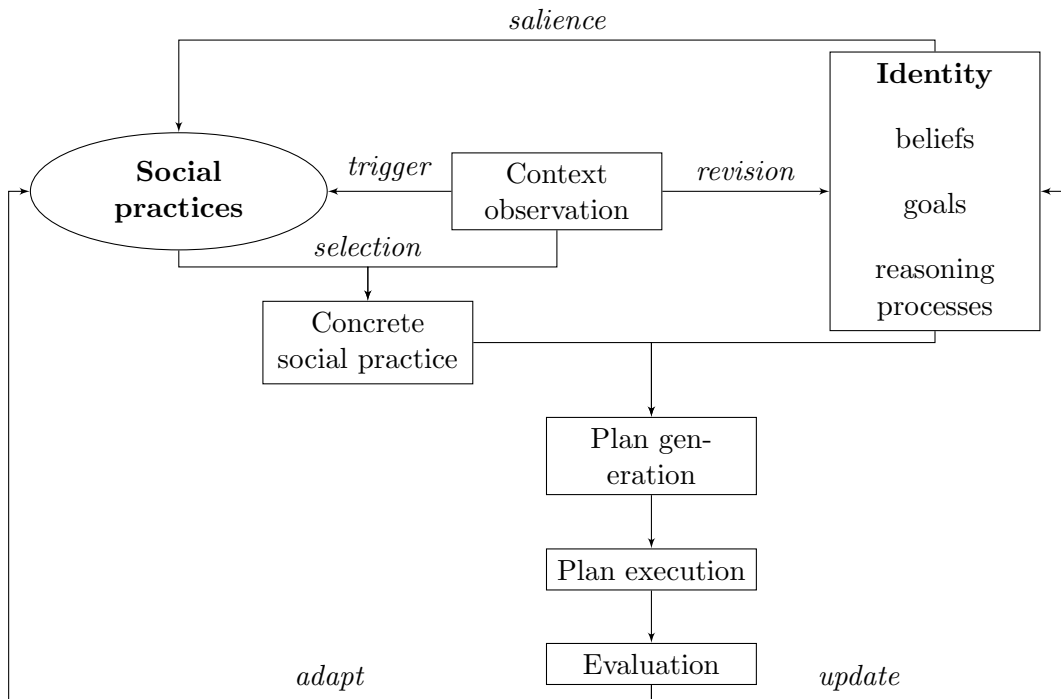 salience
Identity
beliefs
goals
reasoning
processes
Social
practices
trigger
Context
observation
revision
selection
Concrete
social practice
Plan gen-
eration
Plan execution
Evaluation
adapt
update